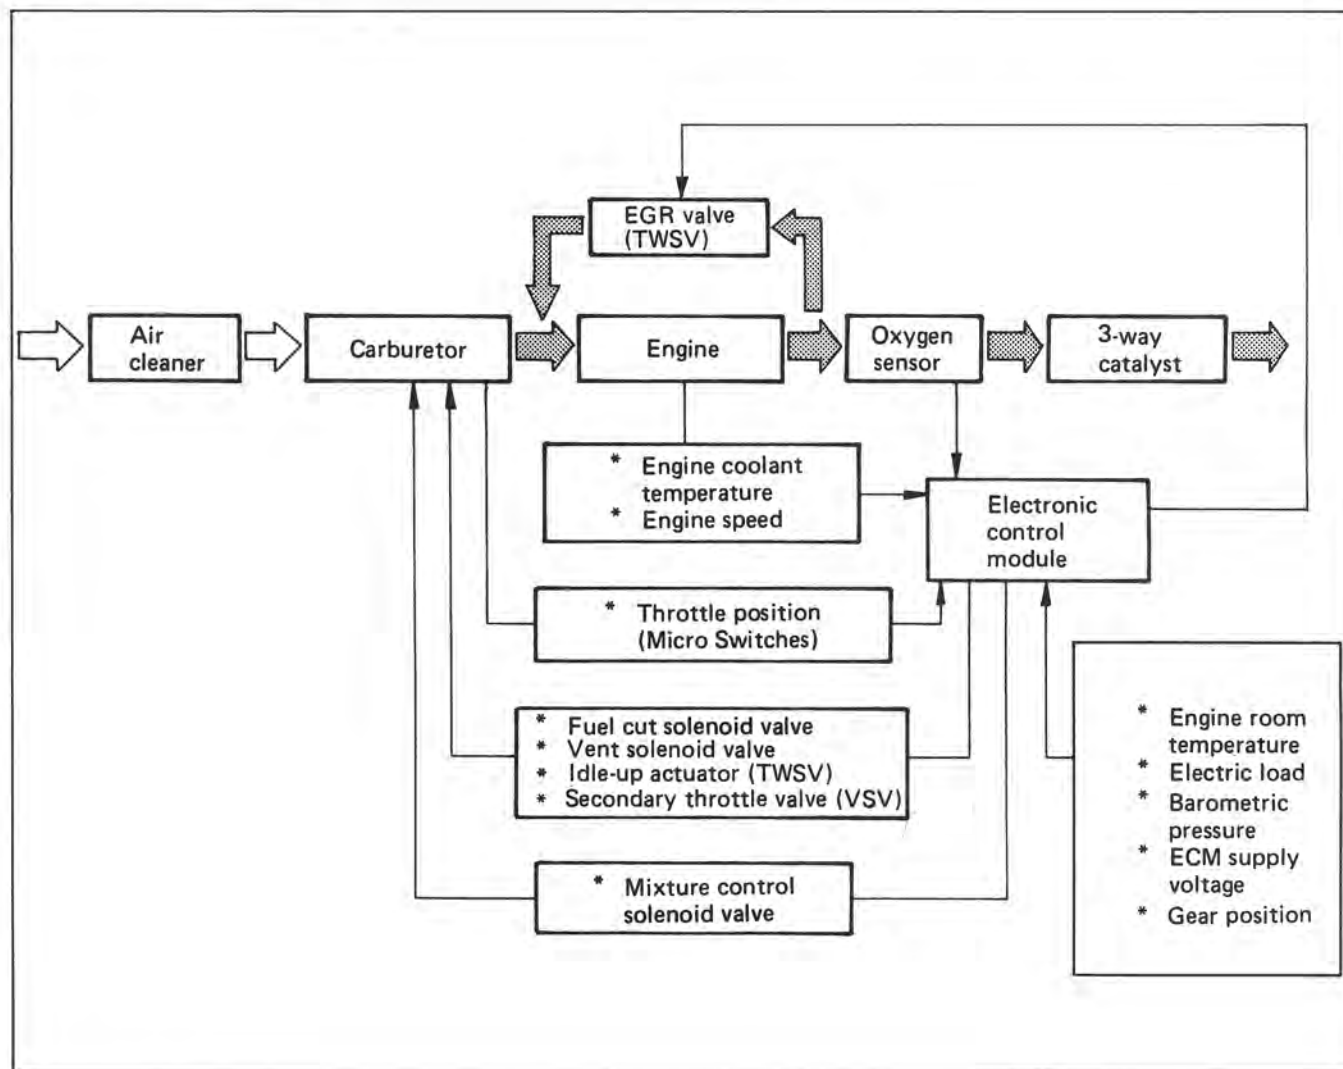 EGR valve
(TWSV)
Air
cleaner
Carburetor
Engine
Oxygen
sensor
3-way
catalyst
* Engine coolant
temperature
* Engine speed
Electronic
control
module
* Throttle position
(Micro Switches)
* Fuel cut solenoid valve
* Vent solenoid valve
* Idle-up actuator (TWSV)
* Secondary throttle valve (VSV)
* Mixture control
solenoid valve
* Engine room
temperature
* Electric load
* Barometric
pressure
* ECM supply
voltage
* Gear position